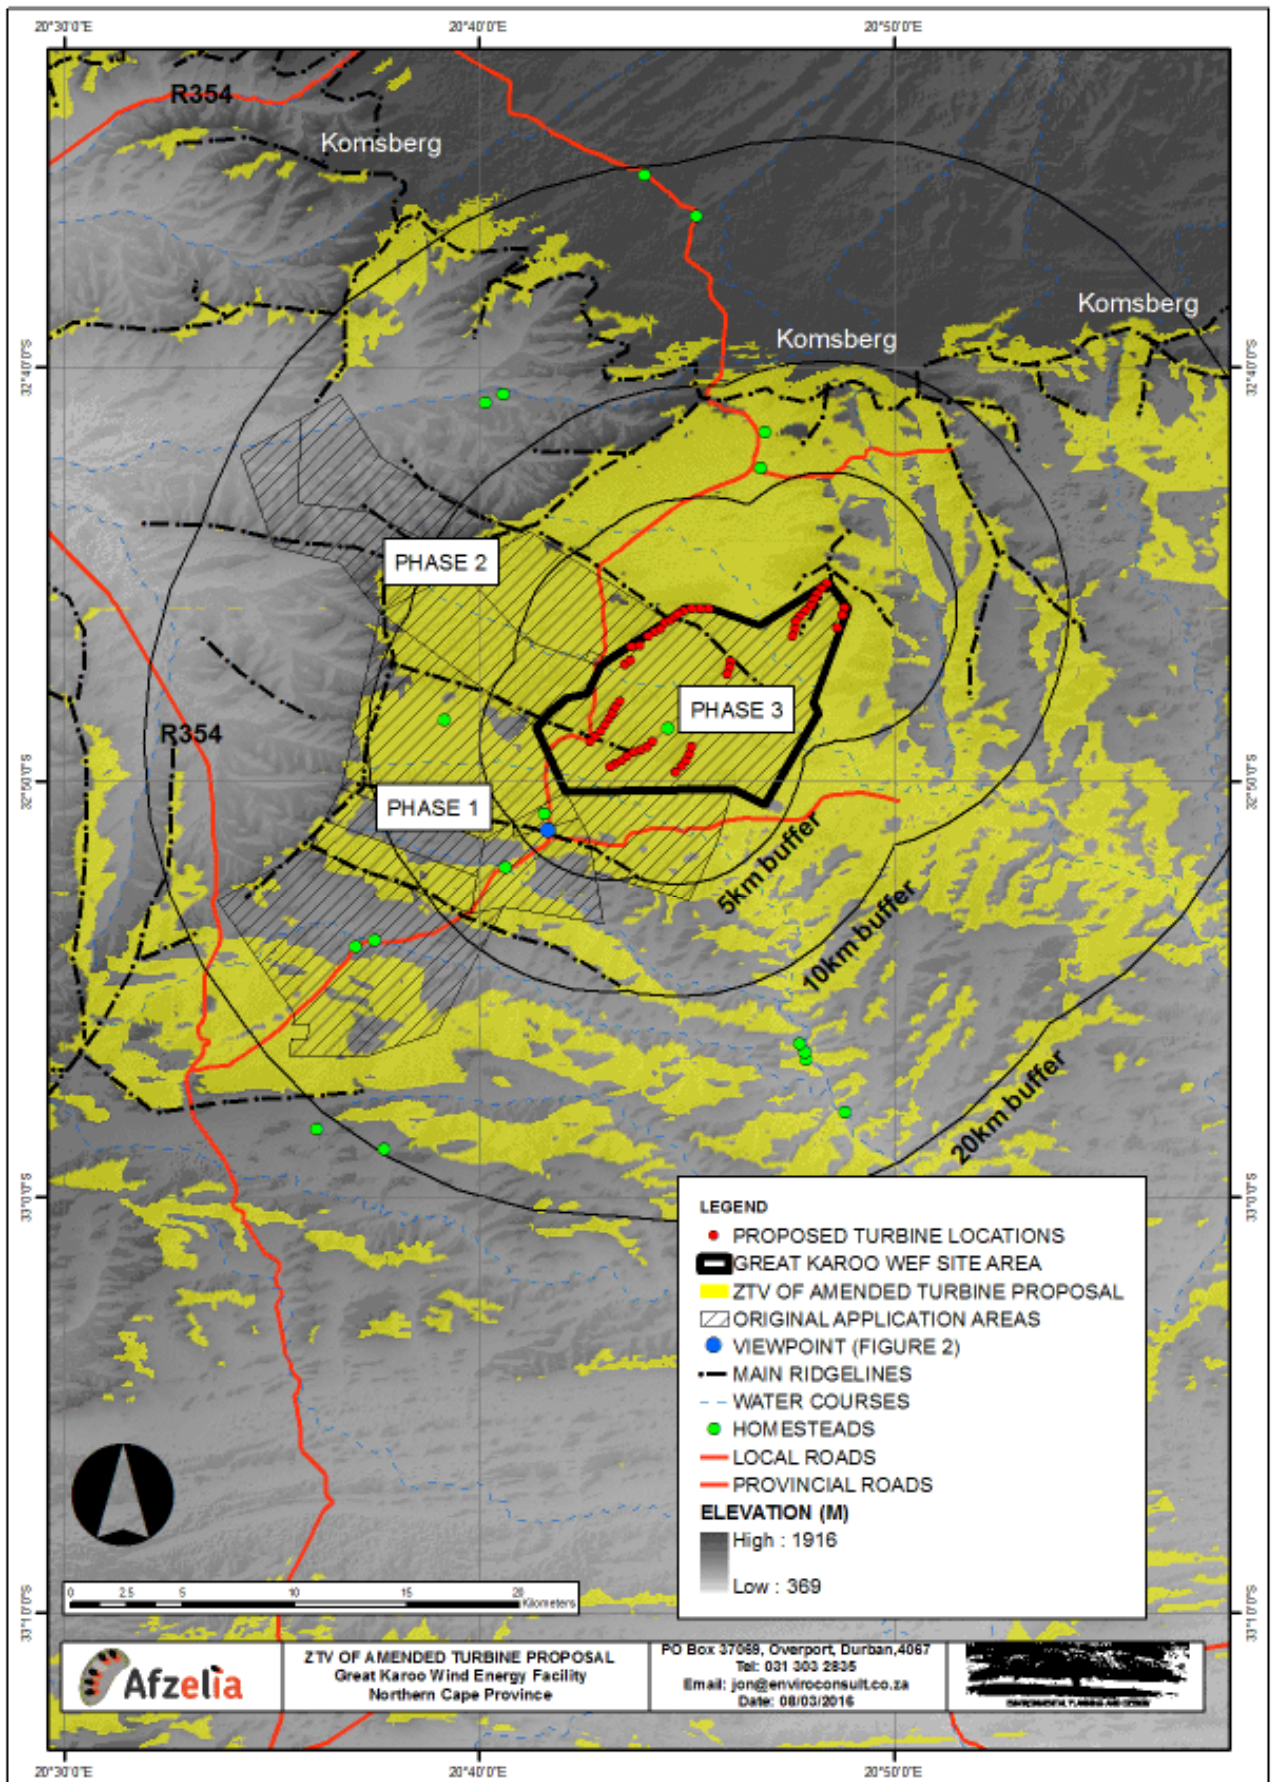 20°30'0"E
20°40'0"E
20°50'0"E
R354
Komsberg
Komsberg
Komsberg
32°40'0"S
32°40'0"S
PHASE 2
PHASE 3
R354
32°50'0"S
32°50'0"S
PHASE 1
5km buffer
10km buffer
20km buffer
33°0'0"S
33°0'0"S
LEGEND
PROPOSED TURBINE LOCATIONS
GREAT KAROO WEF SITE AREA
ZTV OF AMENDED TURBINE PROPOSAL
ORIGINAL APPLICATION AREAS
VIEWPOINT (FIGURE 2)
MAIN RIDGELINES
WATER COURSES
HOMESTEADS
LOCAL ROADS
PROVINCIAL ROADS
ELEVATION (M)
High : 1916
Low : 369
0 2.5 5 10 15 20
Kilometers
33°10'0"S
33°10'0"S
Afzelia
ZTV OF AMENDED TURBINE PROPOSAL
Great Karoo Wind Energy Facility
Northern Cape Province
PO Box 37069, Overport, Durban,4067
Tel: 031 303 2835
Email: jon@enviroconsult.co.za
Date: 08/03/2016
ENVIRONMENTAL PLANNING AND DESIGN
20°30'0"E
20°40'0"E
20°50'0"E